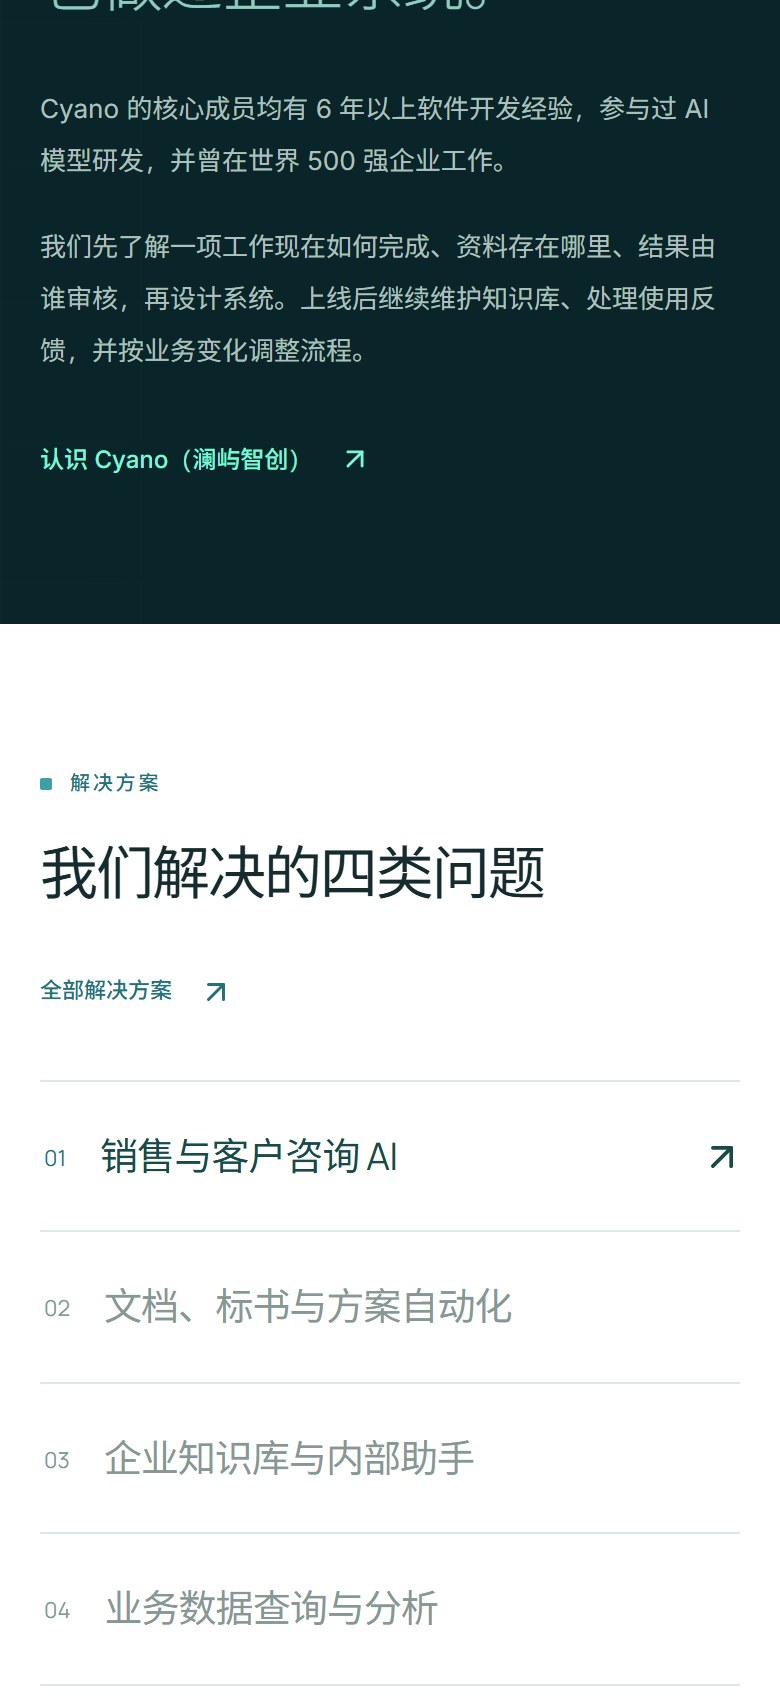 也做过企业系统。
Cyano 的核心成员均有 6 年以上软件开发经验，参与过 AI
模型研发，并曾在世界 500 强企业工作。
我们先了解一项工作现在如何完成、资料存在哪里、结果由
谁审核，再设计系统。上线后继续维护知识库、处理使用反
馈，并按业务变化调整流程。
认识 Cyano（澜屿智创）
解决方案
我们解决的四类问题
全部解决方案
01 销售与客户咨询 AI
02 文档、标书与方案自动化
03 企业知识库与内部助手
04 业务数据查询与分析